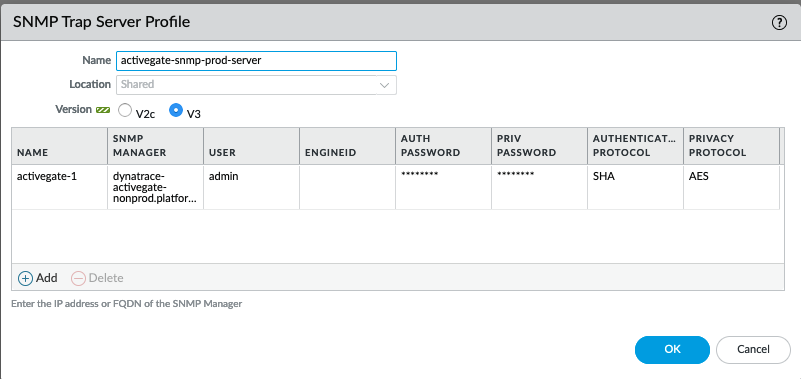 SNMP Trap Server Profile
?
Name activegate-snmp-prod-server
Location Shared
Version V2c V3
NAME SNMP MANAGER USER ENGINEID AUTH PASSWORD PRIV PASSWORD AUTHENTICAT... PROTOCOL PRIVACY PROTOCOL
activegate-1 dynatrace-activegate-nonprod.platfor... admin ******** ******** SHA AES
Add Delete
Enter the IP address or FQDN of the SNMP Manager
OK Cancel